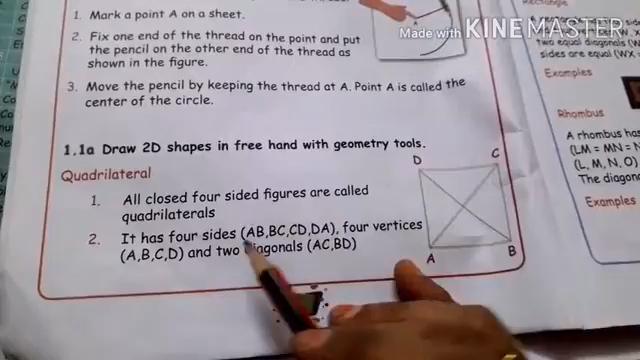 1. Mark a point A on a sheet.
2. Fix one end of the thread on the point and put
the pencil on the other end of the thread as
shown in the figure.
3. Move the pencil by keeping the thread at A. Point A is called the
center of the circle.
1.1a Draw 2D shapes in free hand with geometry tools.
Quadrilateral
1. All closed four sided figures are called
quadrilaterals
2. It has four sides (AB,BC,CD,DA), four vertices
(A,B,C,D) and two diagonals (AC,BD)
D C
A B
Made with KINEMASTER
Rectangle
two equal diagonals (W
sides are equal (WX =
Examples
Rhombus
A rhombus has
(LM = MN = N
(L, M, N, O)
The diagon
Examples